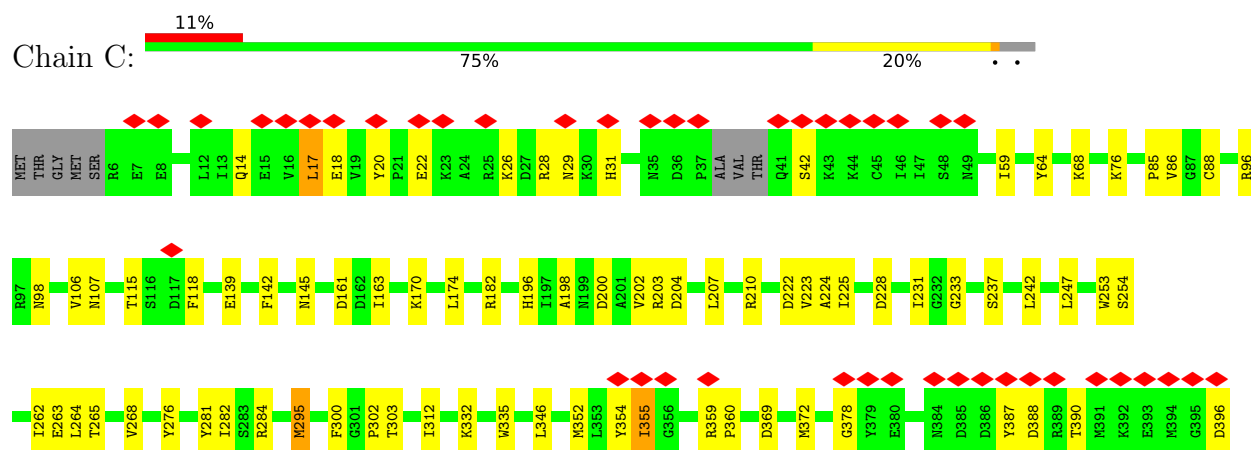 11%
Chain C:
75% 20% • •
MET THR GLY MET SER R6 E7 E8 L12 I13 Q14 E15 V16 L17 E18 V19 Y20 P21 E22 K23 A24 R25 K26 D27 R28 N29 K30 H31 N35 D36 P37 ALA VAL THR Q41 S42 K43 K44 C45 I46 I47 S48 N49 I59 Y64 K68 K76 P85 V86 G87 C88 R96
R97 N98 V106 N107 T115 S116 D117 F118 E139 F142 N145 D161 D162 I163 K170 L174 R182 H196 I197 A198 N199 D200 A201 V202 R203 D204 L207 R210 D222 V223 A224 I225 D228 I231 G232 G233 S237 L242 L247 W253 S254
I262 E263 L264 T265 V268 Y276 Y281 I282 S283 R284 M295 F300 G301 P302 T303 I312 K332 W335 L346 M352 L353 Y354 I355 G356 R359 P360 D369 M372 G378 Y379 E380 N384 D385 D386 Y387 D388 R389 T390 M391 K392 E393 M394 G395 D396